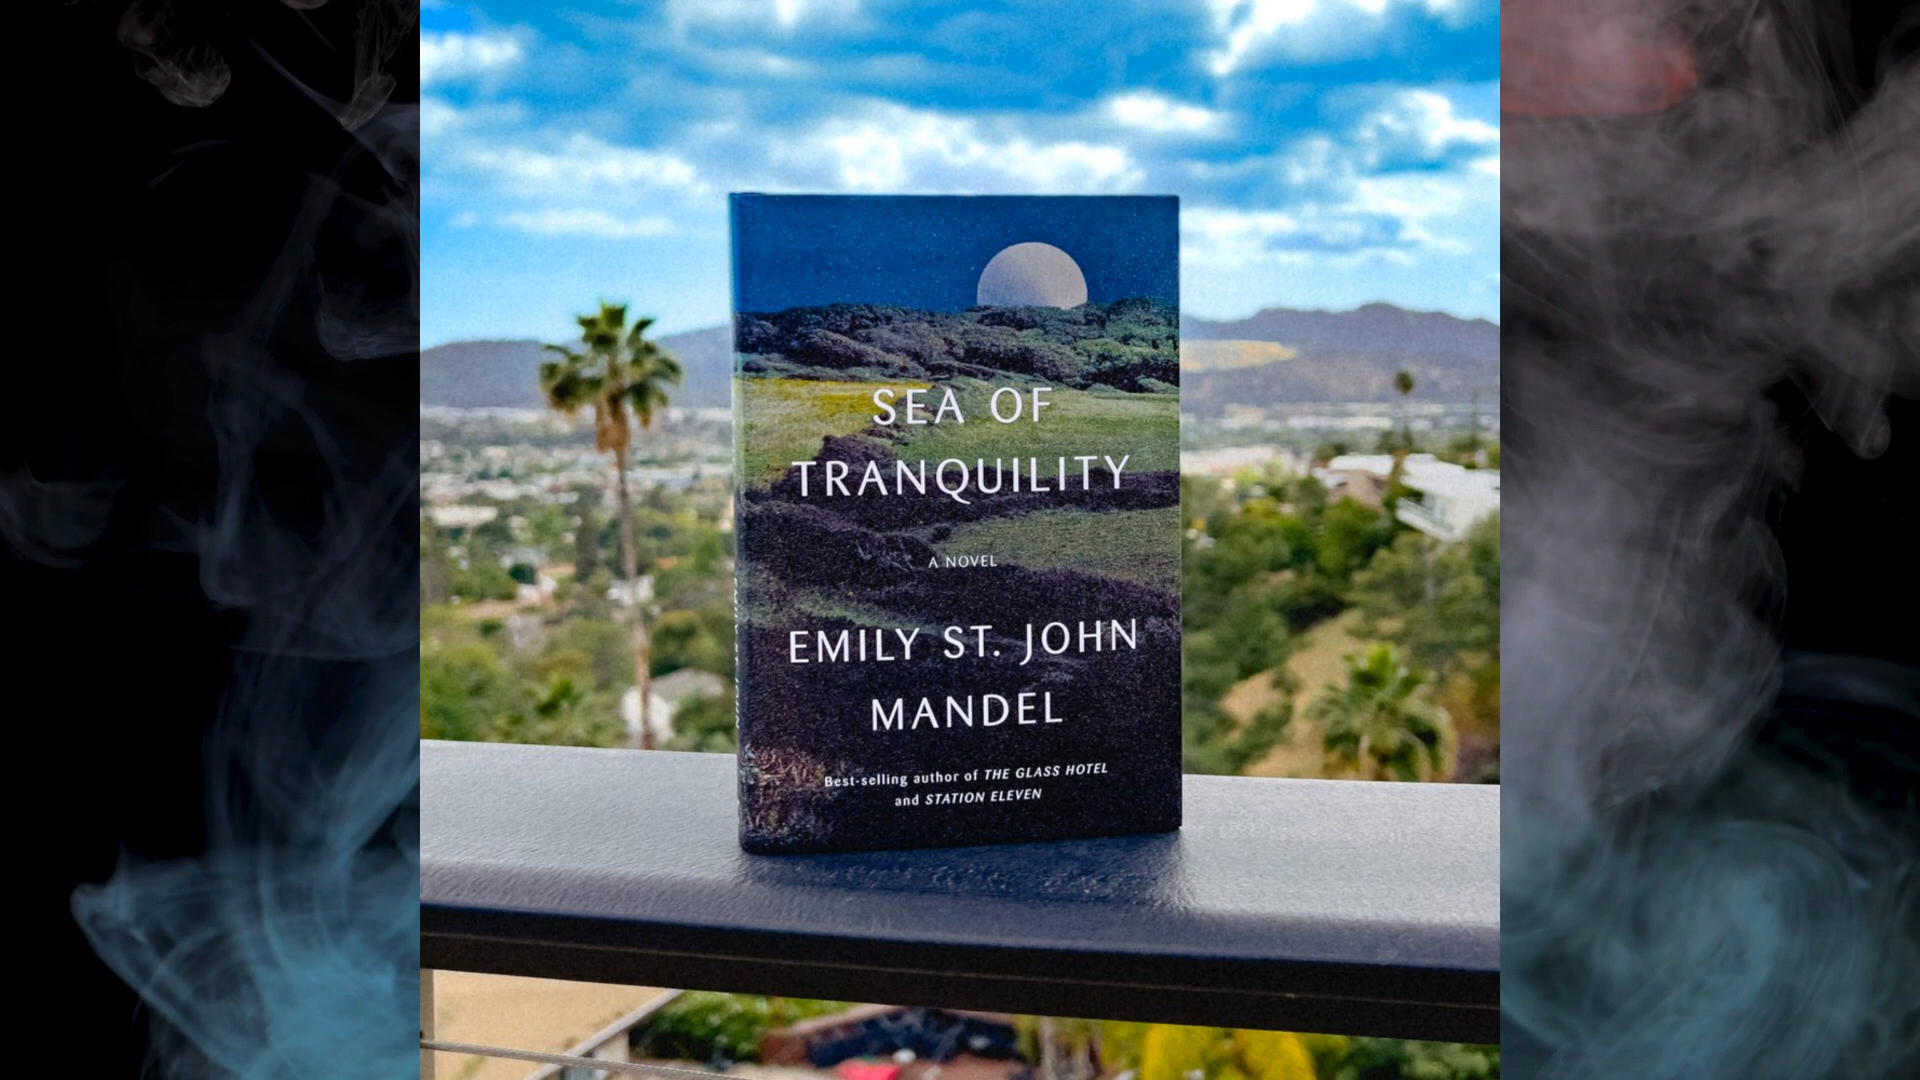 SEA OF
TRANQUILITY
A NOVEL
EMILY ST. JOHN
MANDEL
Best-selling author of THE GLASS HOTEL
and STATION ELEVEN